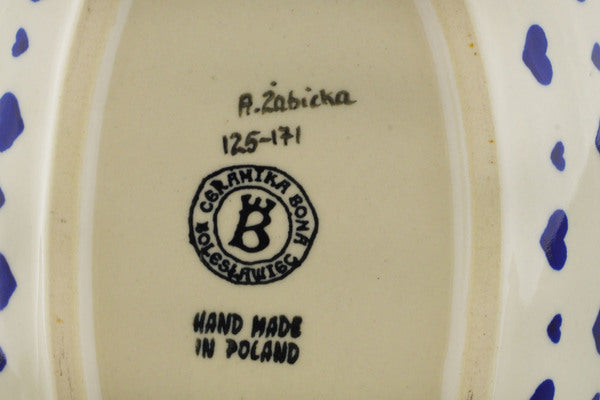 A.Żabicka
125-171
CERAMIKA BONA
B
BOLESŁAWIEC
HAND MADE
IN POLAND